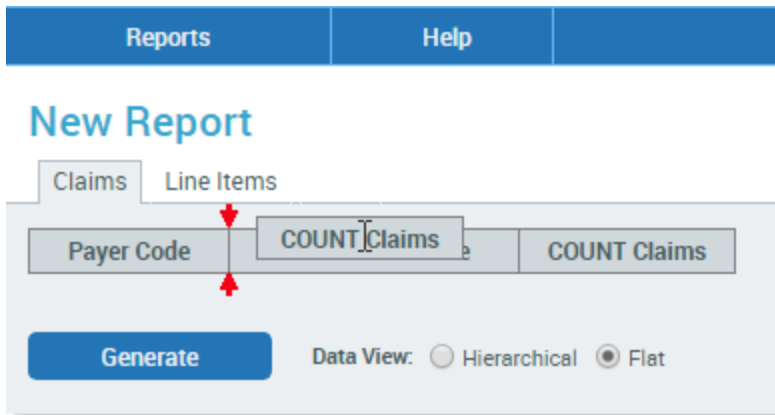 Reports Help
New Report
Claims Line Items
Payer Code COUNT Claims COUNT Claims
Generate Data View: Hierarchical Flat